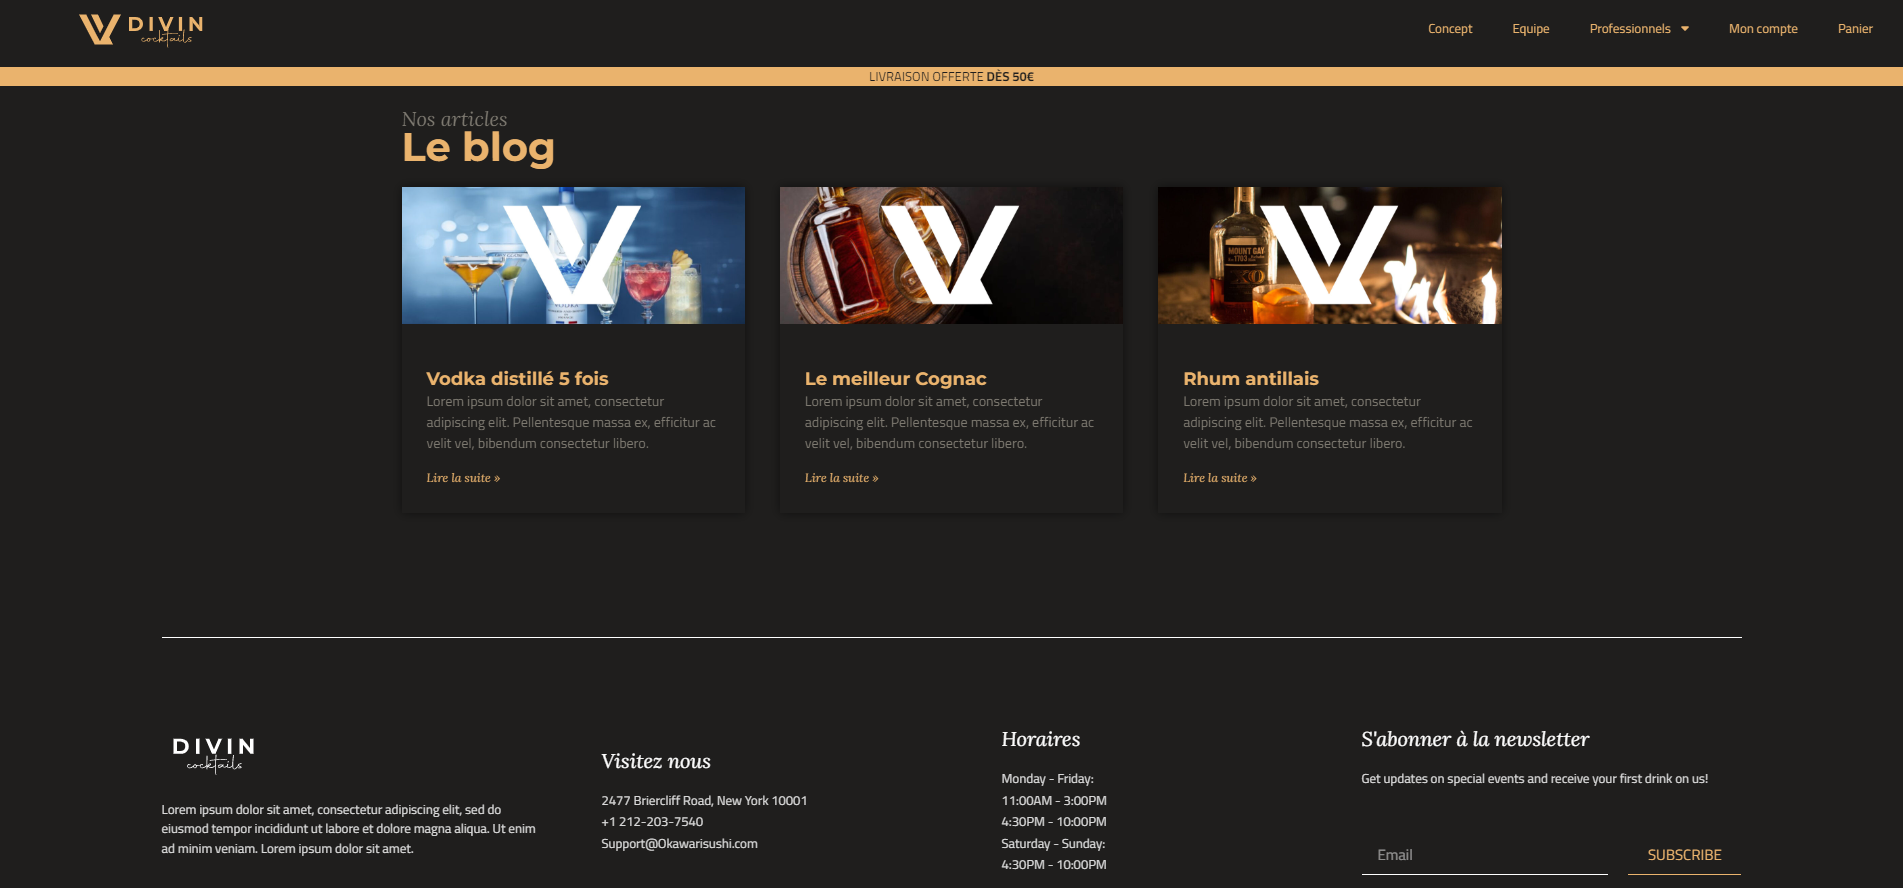 DIVIN
cocktails
Concept
Equipe
Professionnels
Mon compte
Panier
LIVRAISON OFFERTE DÈS 50€
Nos articles
Le blog
VODKA
MOUNT GAY
1703
XO
Vodka distillé 5 fois
Lorem ipsum dolor sit amet, consectetur
adipiscing elit. Pellentesque massa ex, efficitur ac
velit vel, bibendum consectetur libero.
Lire la suite »
Le meilleur Cognac
Lorem ipsum dolor sit amet, consectetur
adipiscing elit. Pellentesque massa ex, efficitur ac
velit vel, bibendum consectetur libero.
Lire la suite »
Rhum antillais
Lorem ipsum dolor sit amet, consectetur
adipiscing elit. Pellentesque massa ex, efficitur ac
velit vel, bibendum consectetur libero.
Lire la suite »
DIVIN
cocktails
Lorem ipsum dolor sit amet, consectetur adipiscing elit, sed do
eiusmod tempor incididunt ut labore et dolore magna aliqua. Ut enim
ad minim veniam. Lorem ipsum dolor sit amet.
Visitez nous
2477 Briercliff Road, New York 10001
+1 212-203-7540
Support@Okawarisushi.com
Horaires
Monday - Friday:
11:00AM - 3:00PM
4:30PM - 10:00PM
Saturday - Sunday:
4:30PM - 10:00PM
S'abonner à la newsletter
Get updates on special events and receive your first drink on us!
Email
SUBSCRIBE